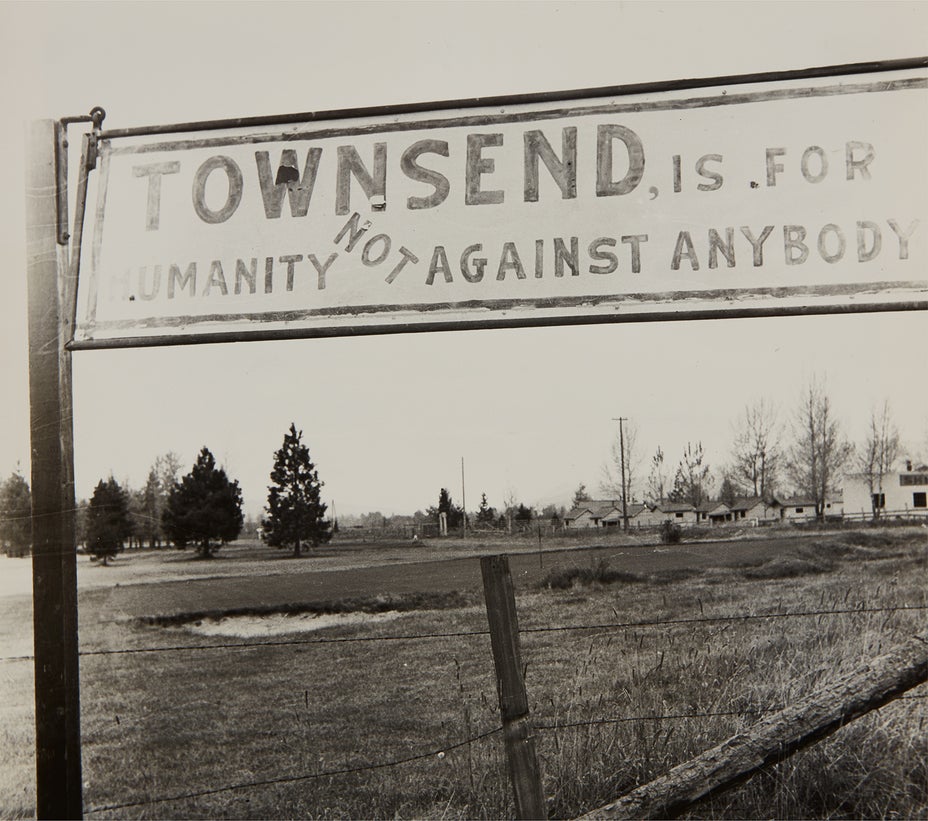 TOWNSEND, IS FOR
HUMANITY NOT AGAINST ANYBODY